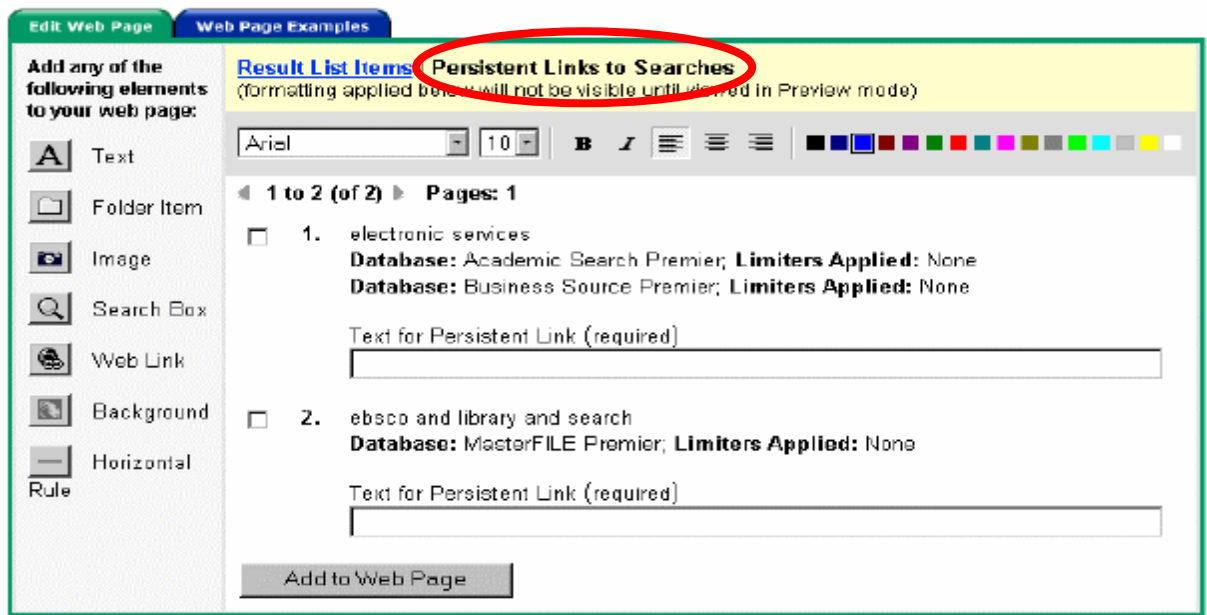 Edit Web Page
Web Page Examples
Add any of the
following elements
to your web page:
A Text
Folder Item
Image
Search Box
Web Link
Background
Horizontal
Rule
Result List Items Persistent Links to Searches
(formatting applied below will not be visible until viewed in Preview mode)
Arial 10 B I
1 to 2 (of 2) Pages: 1
1. electronic services
Database: Academic Search Premier; Limiters Applied: None
Database: Business Source Premier; Limiters Applied: None
Text for Persistent Link (required)
2. ebsco and library and search
Database: MasterFILE Premier; Limiters Applied: None
Text for Persistent Link (required)
Add to Web Page